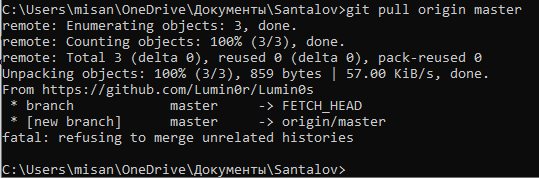 C:\Users\misan\OneDrive\Документы\Santalov>git pull origin master
remote: Enumerating objects: 3, done.
remote: Counting objects: 100% (3/3), done.
remote: Total 3 (delta 0), reused 0 (delta 0), pack-reused 0
Unpacking objects: 100% (3/3), 859 bytes | 57.00 KiB/s, done.
From https://github.com/Lumin0r/Lumin0s
 * branch            master     -> FETCH_HEAD
 * [new branch]      master     -> origin/master
fatal: refusing to merge unrelated histories
C:\Users\misan\OneDrive\Документы\Santalov>